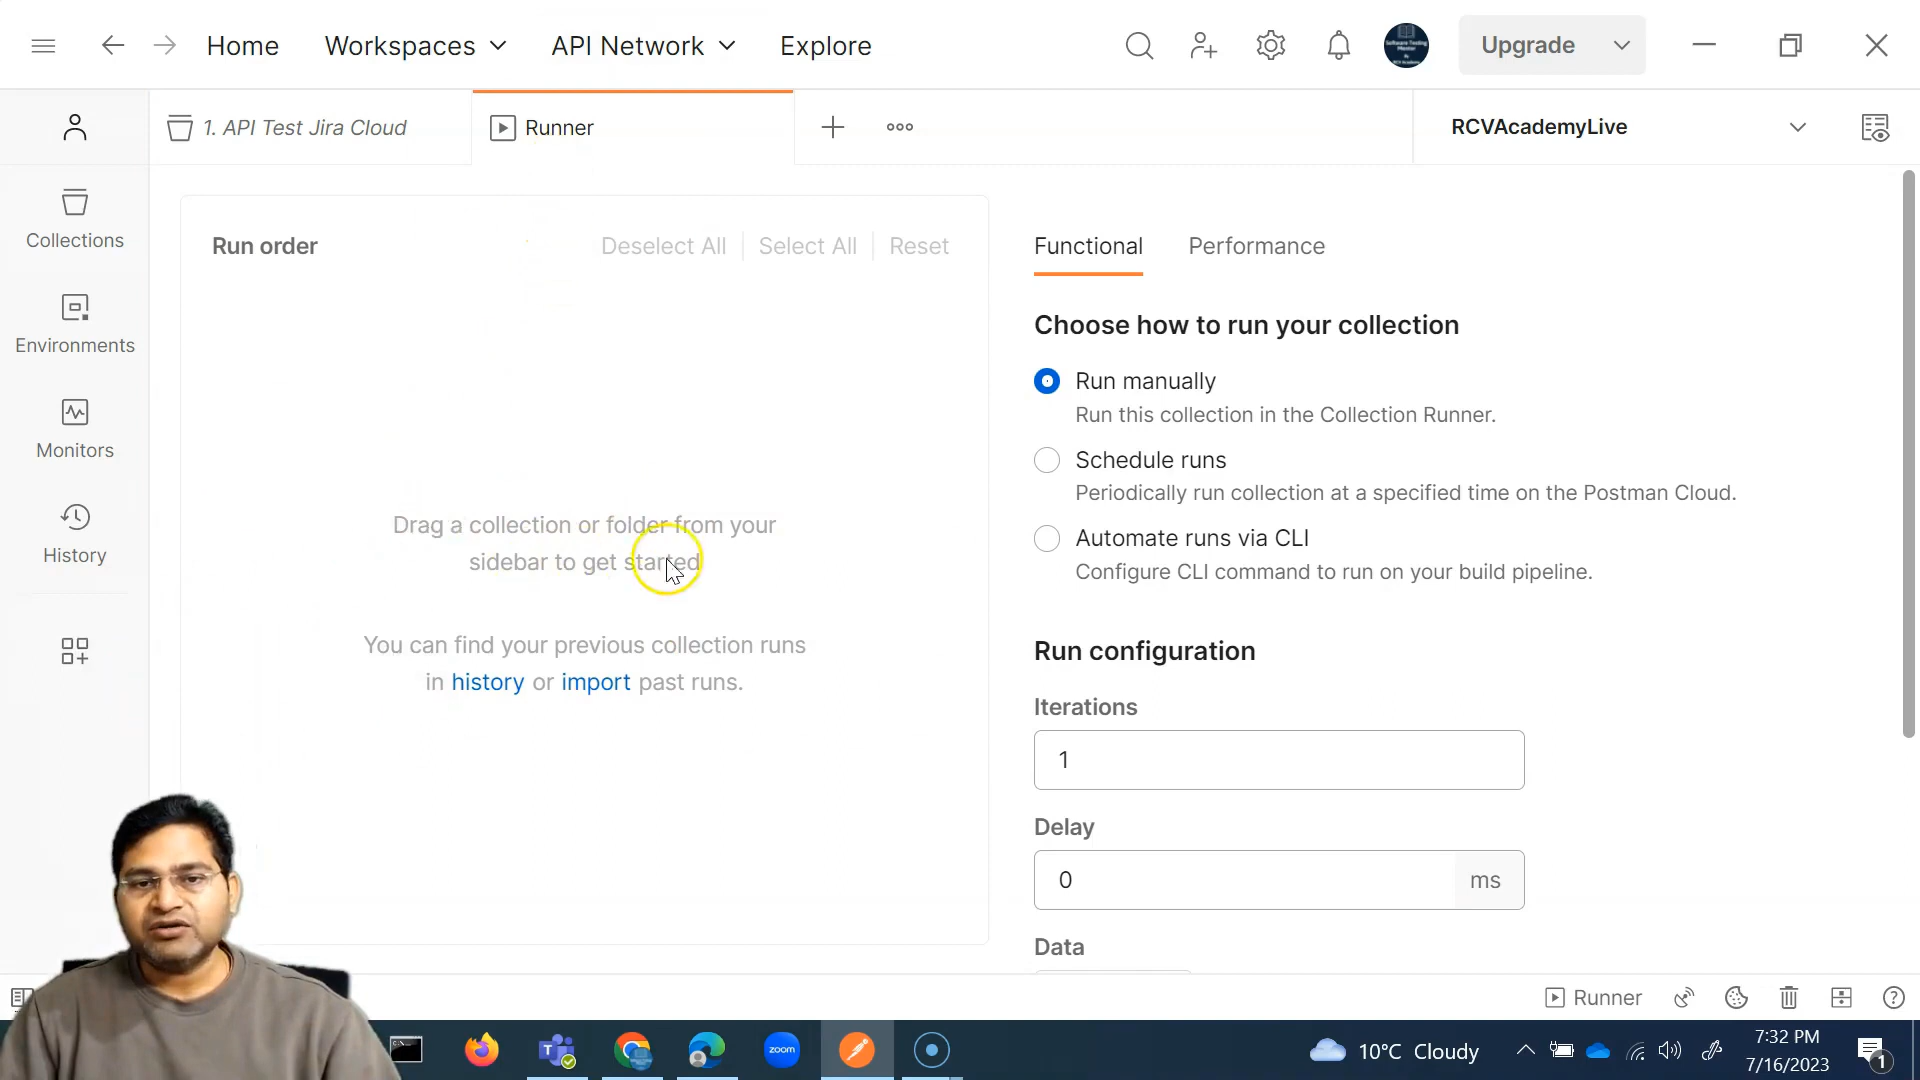 Home
Workspaces
API Network
Explore
Upgrade
1. API Test Jira Cloud
Runner
RCVAcademyLive
Collections
Environments
Monitors
History
Run order
Deselect All
Select All
Reset
Drag a collection or folder from your
sidebar to get started
You can find your previous collection runs
in history or import past runs.
Functional
Performance
Choose how to run your collection
Run manually
Run this collection in the Collection Runner.
Schedule runs
Periodically run collection at a specified time on the Postman Cloud.
Automate runs via CLI
Configure CLI command to run on your build pipeline.
Run configuration
Iterations
1
Delay
0
ms
Data
Runner
zoom
10°C Cloudy
7:32 PM
7/16/2023
1